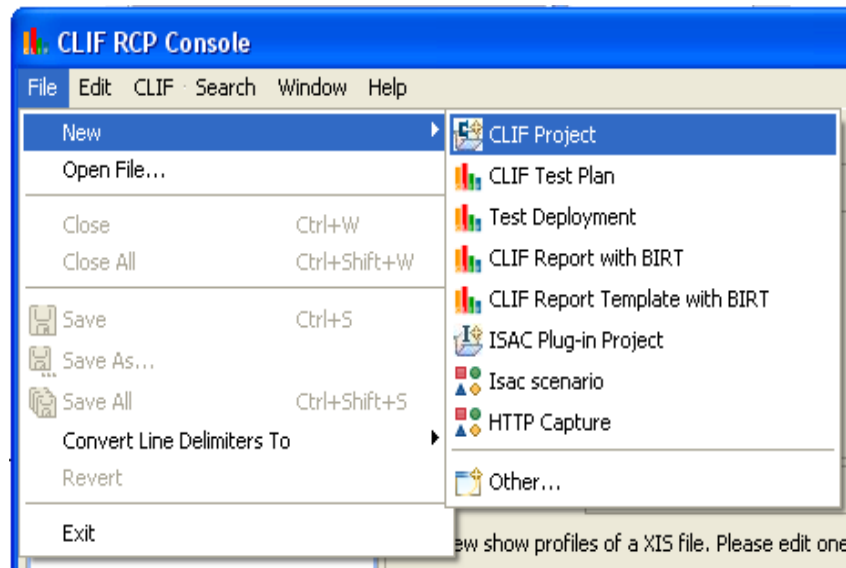 CLIF RCP Console
File Edit CLIF Search Window Help
New
Open File...
Close Ctrl+W
Close All Ctrl+Shift+W
Save Ctrl+S
Save As...
Save All Ctrl+Shift+S
Convert Line Delimiters To
Revert
Exit
CLIF Project
CLIF Test Plan
Test Deployment
CLIF Report with BIRT
CLIF Report Template with BIRT
ISAC Plug-in Project
Isac scenario
HTTP Capture
Other...
ew show profiles of a XIS file. Please edit one